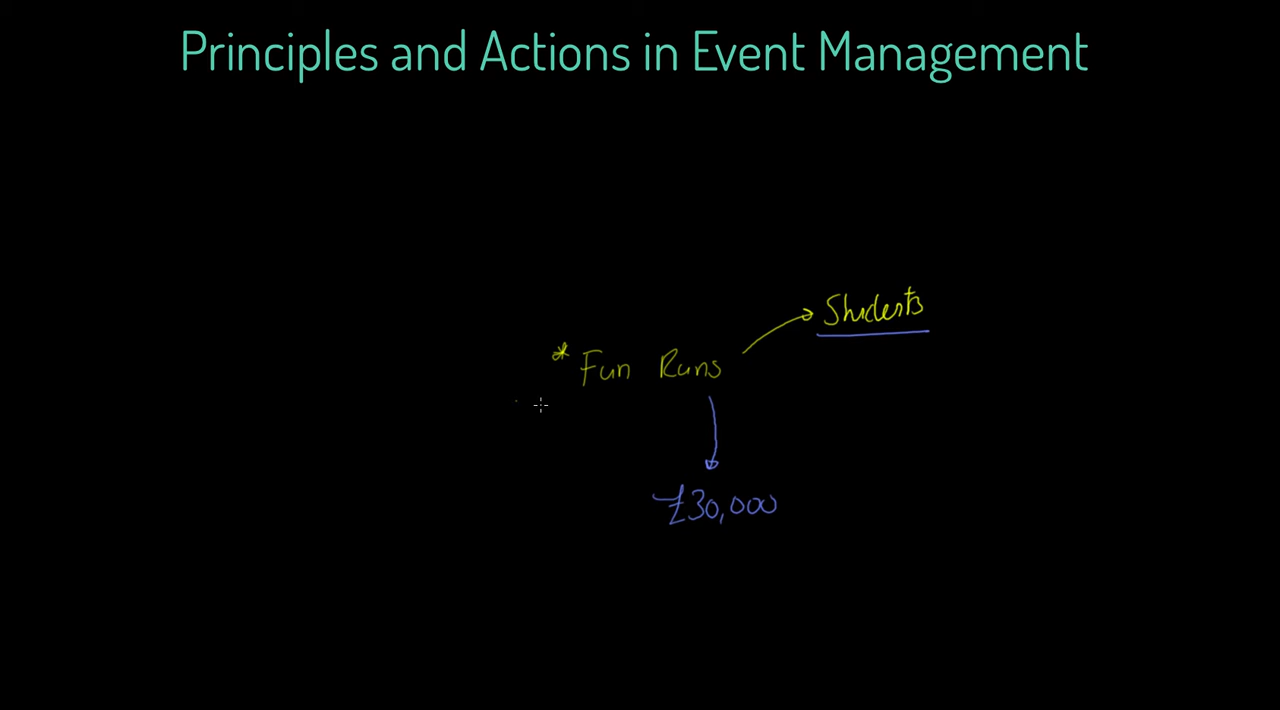 Principles and Actions in Event Management
Students
* Fun Runs
£30,000